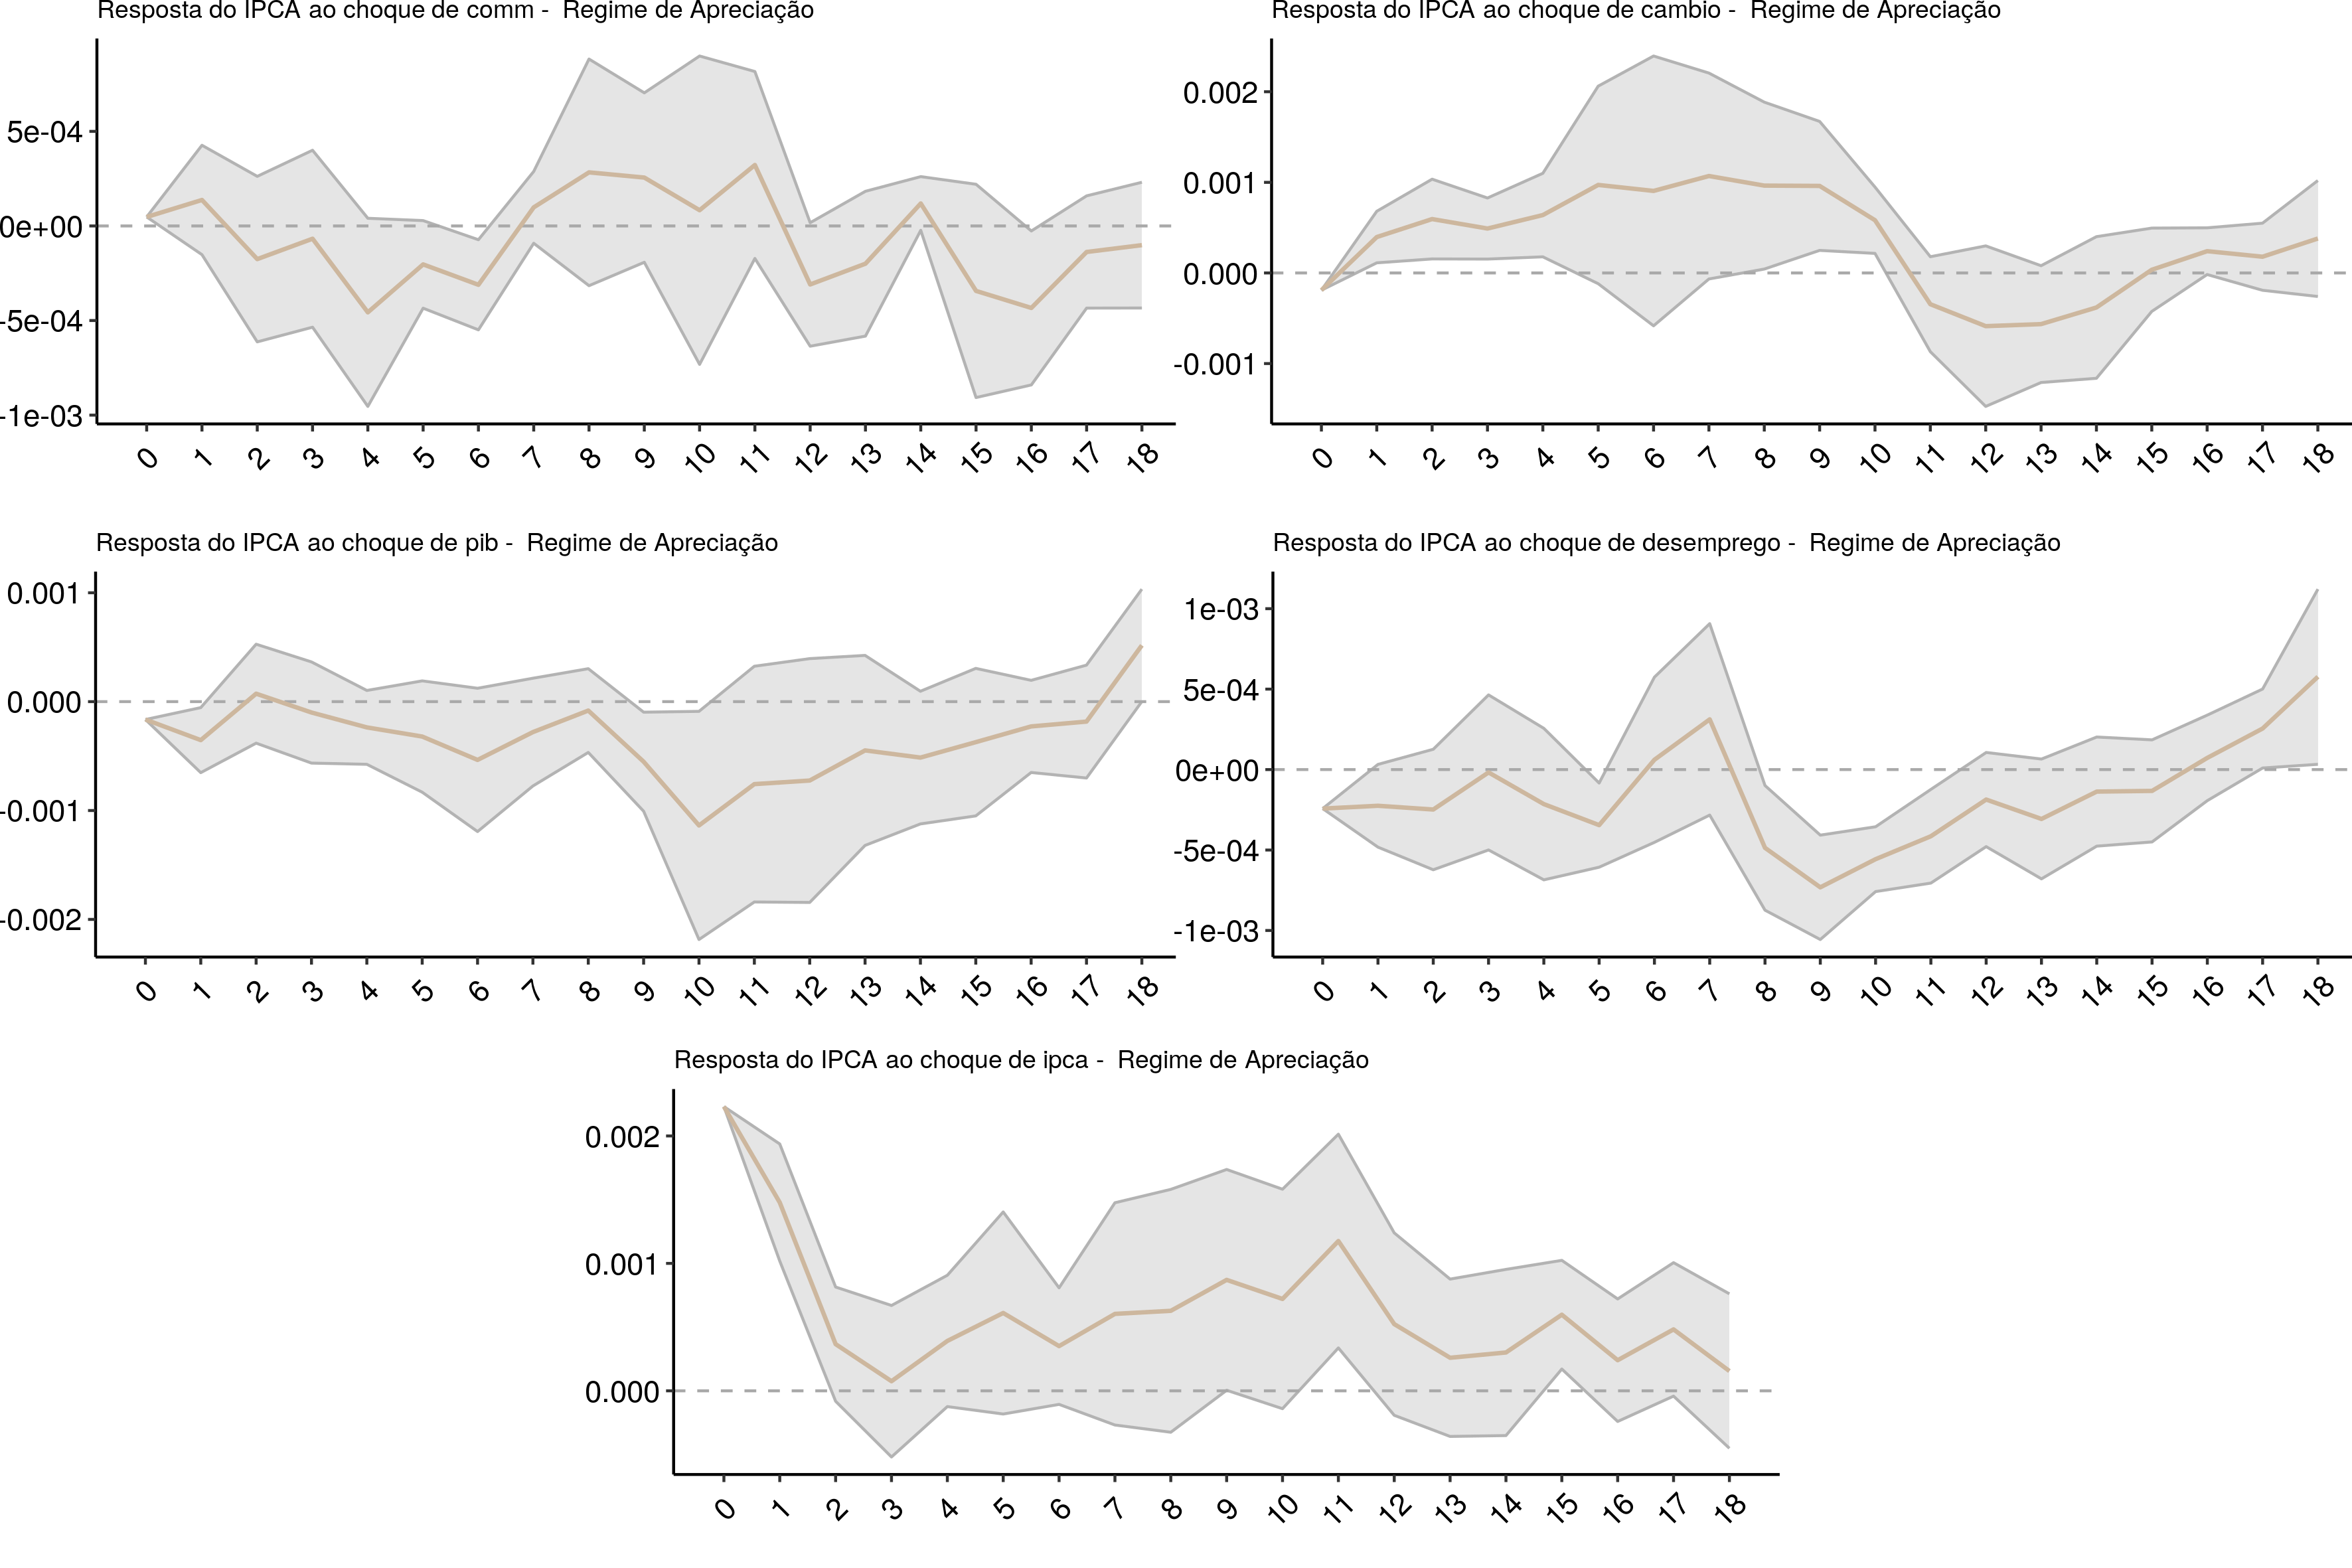 Resposta do IPCA ao choque de comm -  Regime de Apreciação
5e-04
0e+00
-5e-04
-1e-03
0 1 2 3 4 5 6 7 8 9 10 11 12 13 14 15 16 17 18
Resposta do IPCA ao choque de cambio -  Regime de Apreciação
0.002
0.001
0.000
-0.001
0 1 2 3 4 5 6 7 8 9 10 11 12 13 14 15 16 17 18
Resposta do IPCA ao choque de pib -  Regime de Apreciação
0.001
0.000
-0.001
-0.002
0 1 2 3 4 5 6 7 8 9 10 11 12 13 14 15 16 17 18
Resposta do IPCA ao choque de desemprego -  Regime de Apreciação
1e-03
5e-04
0e+00
-5e-04
-1e-03
0 1 2 3 4 5 6 7 8 9 10 11 12 13 14 15 16 17 18
Resposta do IPCA ao choque de ipca -  Regime de Apreciação
0.002
0.001
0.000
0 1 2 3 4 5 6 7 8 9 10 11 12 13 14 15 16 17 18